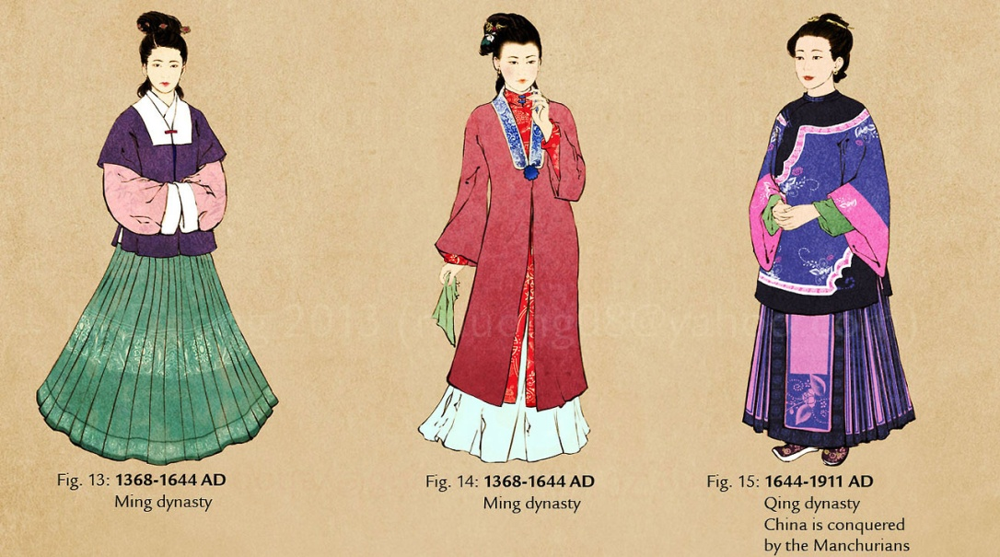 Fig. 13: 1368-1644 AD
Ming dynasty
Fig. 14: 1368-1644 AD
Ming dynasty
Fig. 15: 1644-1911 AD
Qing dynasty
China is conquered
by the Manchurians